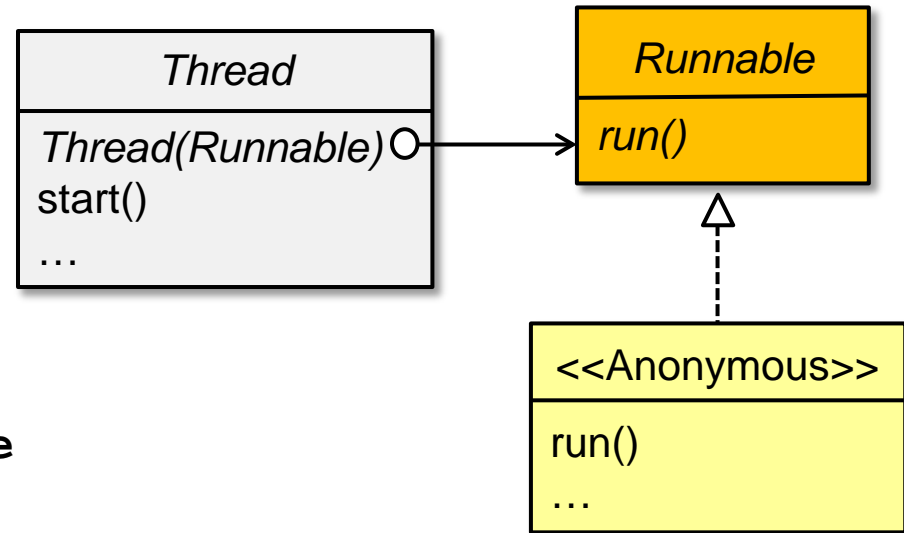 Thread
Thread(Runnable)
start()
…
Runnable
run()
<<Anonymous>>
run()
…
e